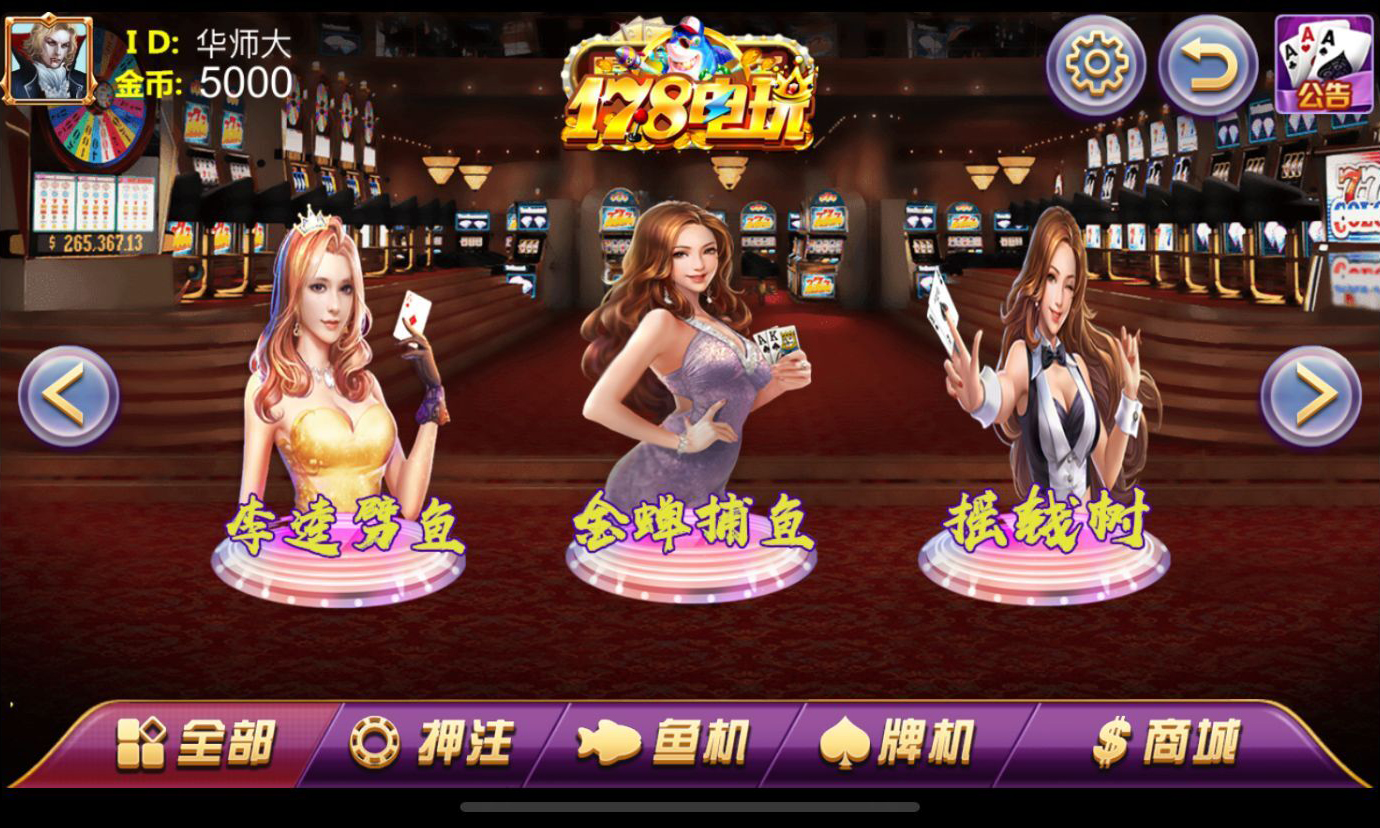 ID: 华师大
金币: 5000
178电玩
公告
$ 265,367.13
李逵劈鱼
金蝉捕鱼
摇钱树
全部
押注
鱼机
牌机
$ 商城